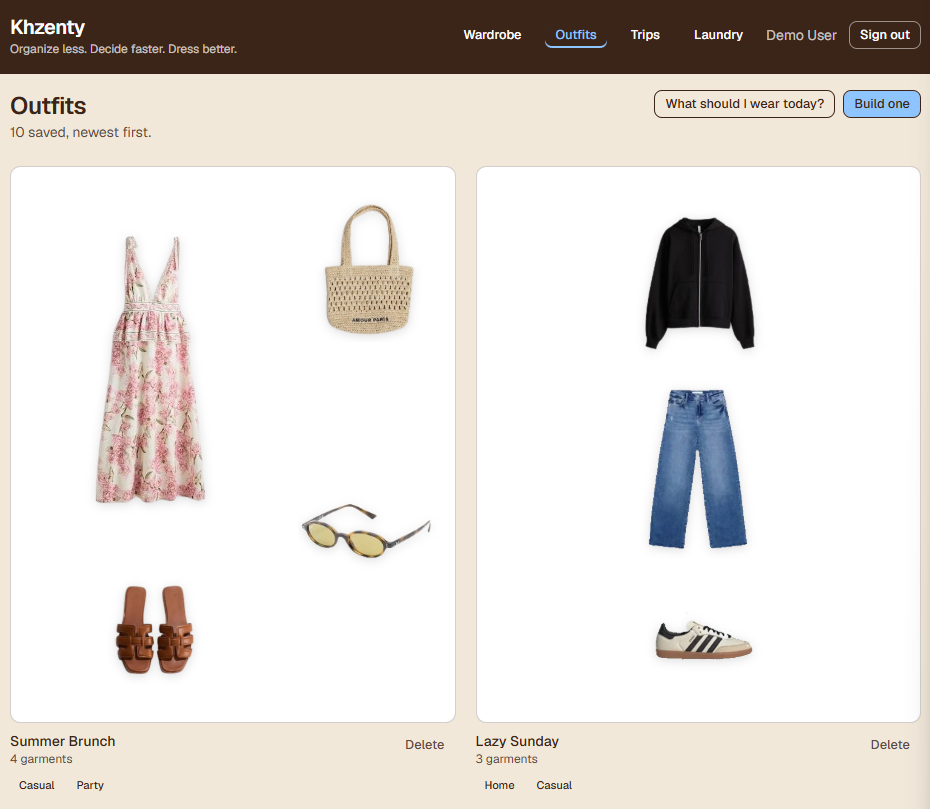 Khzenty
Organize less. Decide faster. Dress better.
Wardrobe Outfits Trips Laundry Demo User Sign out
Outfits
10 saved, newest first.
What should I wear today? Build one
AMOUR PARIS
Summer Brunch
4 garments
Delete
Casual Party
Lazy Sunday
3 garments
Delete
Home Casual